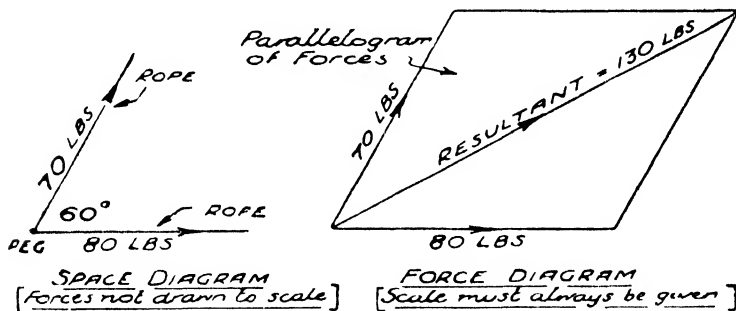 70 LBS
ROPE
60°
ROPE
PEG
80 LBS
SPACE DIAGRAM
[Forces not drawn to scale]
Parallelogram
of Forces
70 LBS
RESULTANT = 130 LBS
80 LBS
FORCE DIAGRAM
[Scale must always be given]